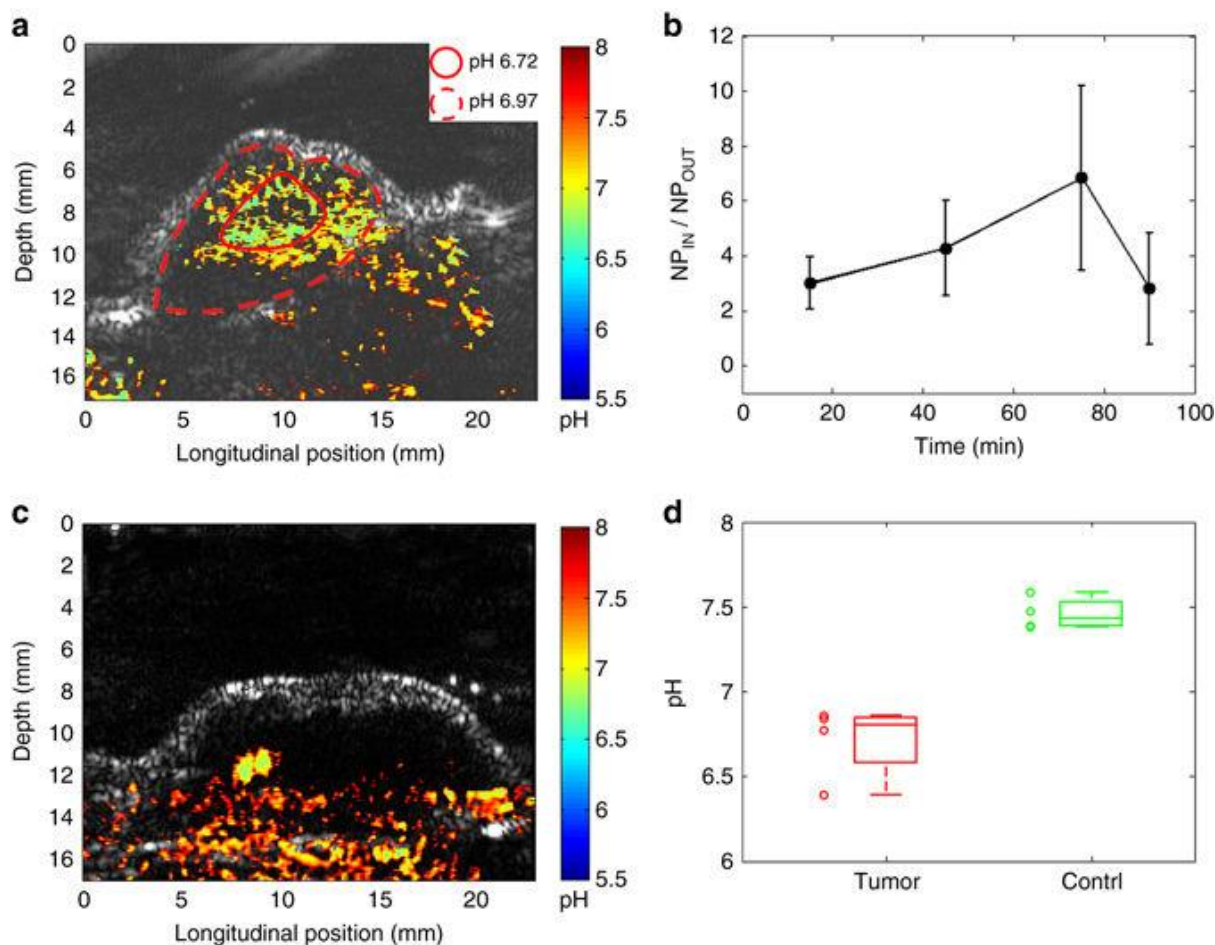 a
0
2
4
6
8
10
12
14
16
Depth (mm)
0 5 10 15 20
Longitudinal position (mm)
pH 6.72
pH 6.97
8
7.5
7
6.5
6
5.5
pH
b
12
10
8
6
4
2
0
NP_IN / NP_OUT
0 20 40 60 80 100
Time (min)
c
0
2
4
6
8
10
12
14
16
Depth (mm)
0 5 10 15 20
Longitudinal position (mm)
8
7.5
7
6.5
6
5.5
pH
d
8
7.5
7
6.5
6
pH
Tumor Contrl